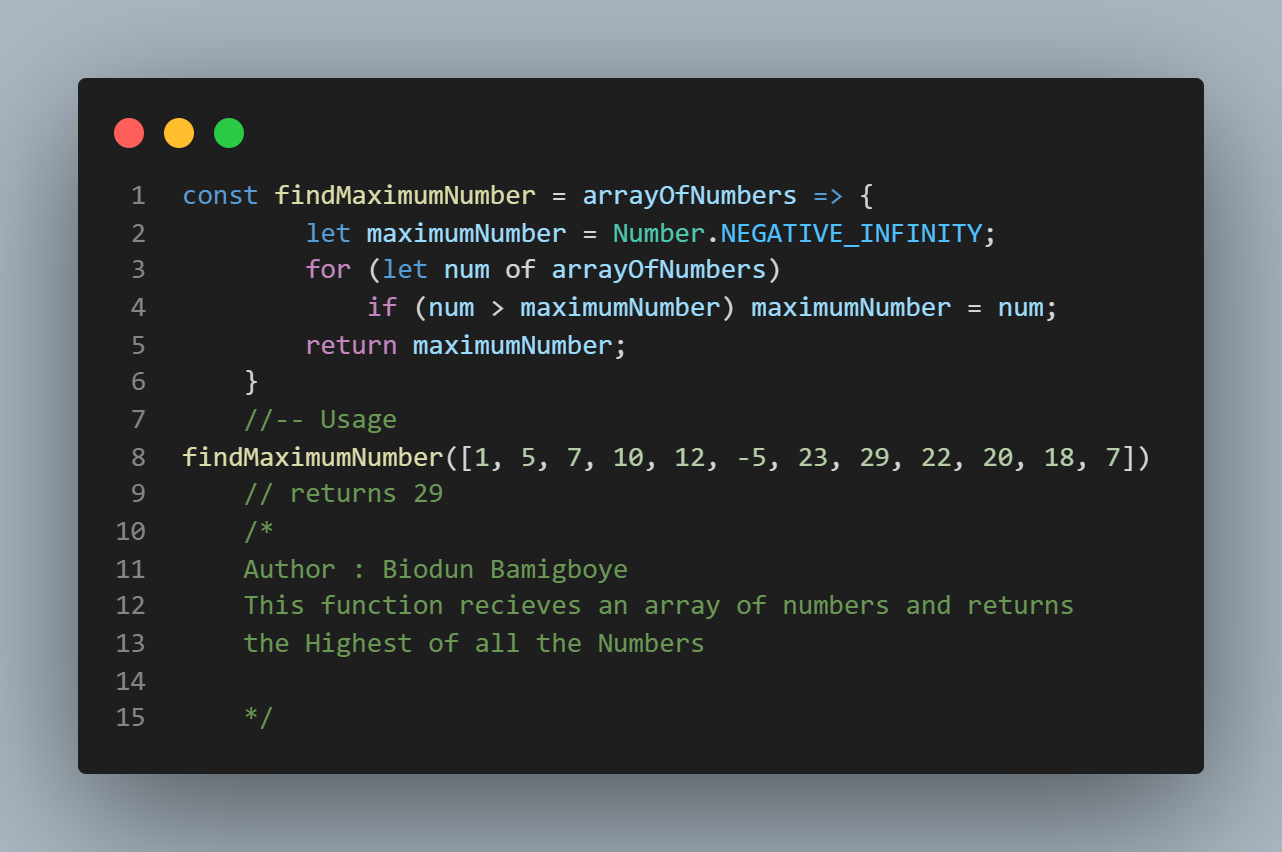 1 const findMaximumNumber = arrayOfNumbers => {
2         let maximumNumber = Number.NEGATIVE_INFINITY;
3         for (let num of arrayOfNumbers)
4             if (num > maximumNumber) maximumNumber = num;
5         return maximumNumber;
6     }
7     //-- Usage
8 findMaximumNumber([1, 5, 7, 10, 12, -5, 23, 29, 22, 20, 18, 7])
9     // returns 29
10     /*
11     Author : Biodun Bamigboye
12     This function recieves an array of numbers and returns
13     the Highest of all the Numbers
14
15     */